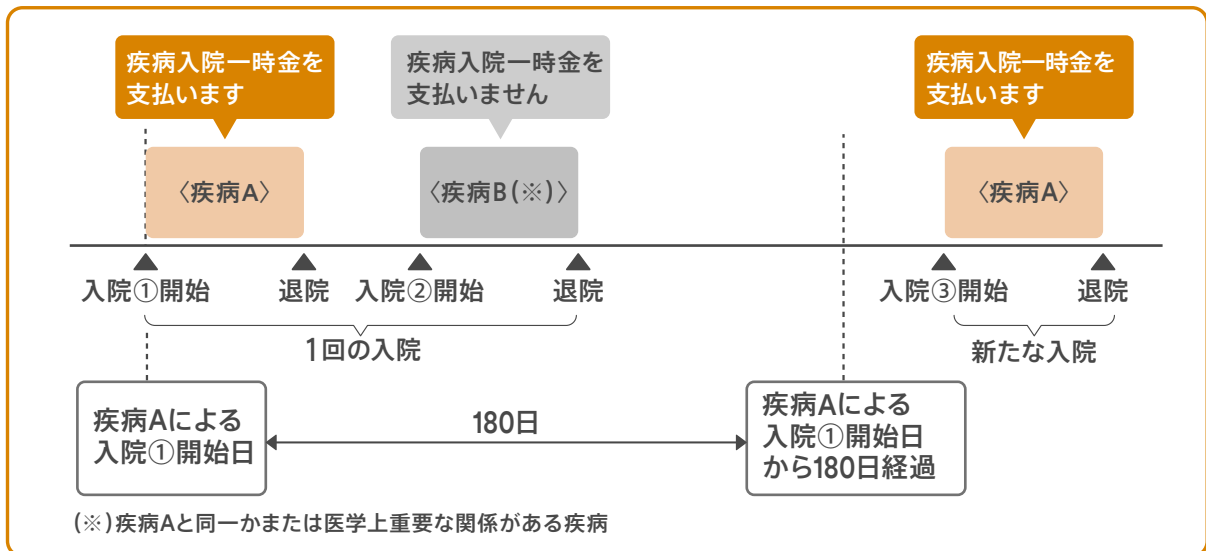 疾病入院一時金を
支払います
疾病入院一時金を
支払いません
疾病入院一時金を
支払います
〈疾病A〉
〈疾病B(※)〉
〈疾病A〉
入院①開始
退院
入院②開始
退院
入院③開始
退院
1回の入院
新たな入院
疾病Aによる
入院①開始日
180日
疾病Aによる
入院①開始日
から180日経過
(※)疾病Aと同一かまたは医学上重要な関係がある疾病